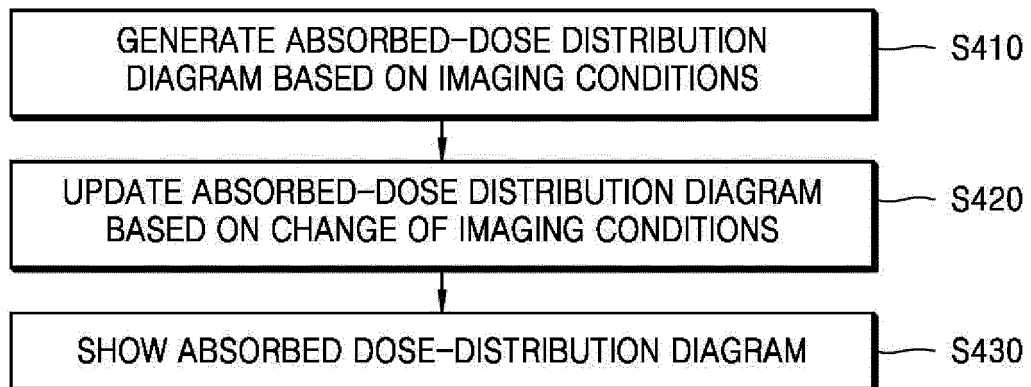 GENERATE ABSORBED-DOSE DISTRIBUTION
DIAGRAM BASED ON IMAGING CONDITIONS
S410
UPDATE ABSORBED-DOSE DISTRIBUTION DIAGRAM
BASED ON CHANGE OF IMAGING CONDITIONS
S420
SHOW ABSORBED DOSE-DISTRIBUTION DIAGRAM
S430